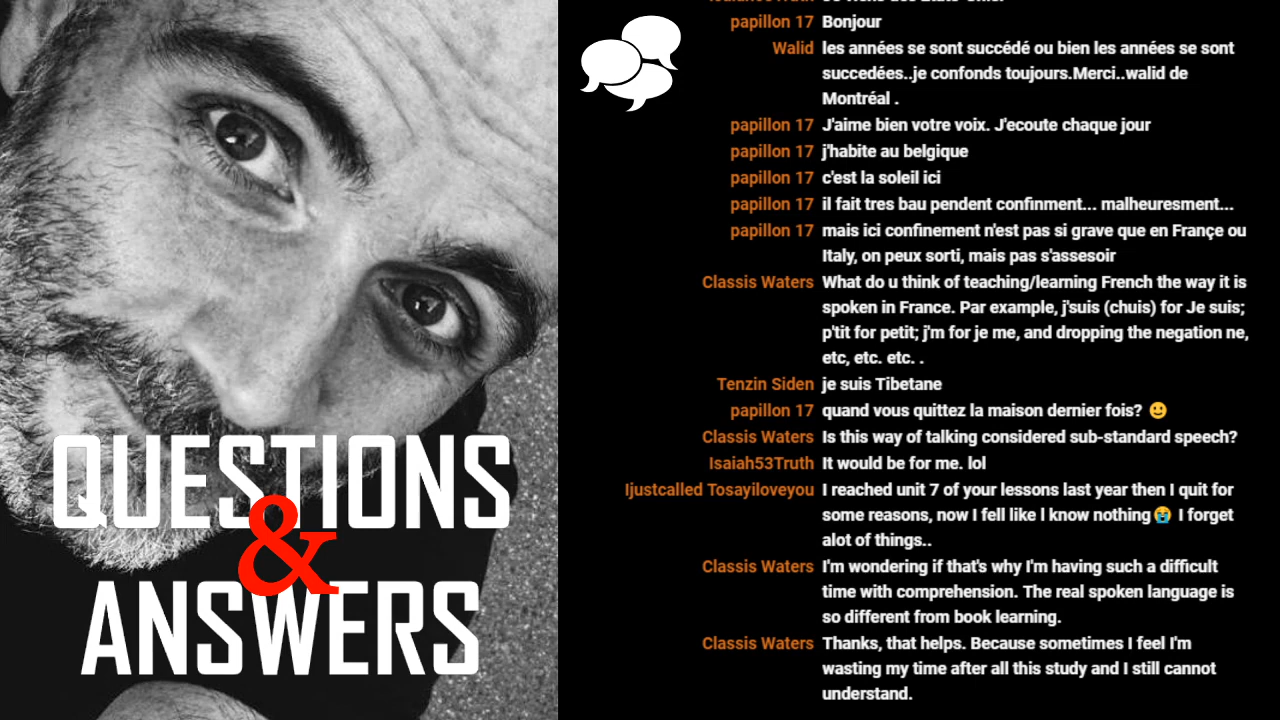 QUESTIONS
&
ANSWERS
papillon 17 Bonjour
Walid les années se sont succédé ou bien les années se sont
succedées..je confonds toujours.Merci..walid de
Montréal .
papillon 17 J'aime bien votre voix. J'ecoute chaque jour
papillon 17 j'habite au belgique
papillon 17 c'est la soleil ici
papillon 17 il fait tres bau pendent confinment... malheuresment...
papillon 17 mais ici confinement n'est pas si grave que en Françe ou
Italy, on peux sorti, mais pas s'assesoir
Classis Waters What do u think of teaching/learning French the way it is
spoken in France. Par example, j'suis (chuis) for Je suis;
p'tit for petit; j'm for je me, and dropping the negation ne,
etc, etc. etc. .
Tenzin Siden je suis Tibetane
papillon 17 quand vous quittez la maison dernier fois? 🙂
Classis Waters Is this way of talking considered sub-standard speech?
Isaiah53Truth It would be for me. lol
Ijustcalled Tosayiloveyou I reached unit 7 of your lessons last year then I quit for
some reasons, now I fell like l know nothing😭 I forget
alot of things..
Classis Waters I'm wondering if that's why I'm having such a difficult
time with comprehension. The real spoken language is
so different from book learning.
Classis Waters Thanks, that helps. Because sometimes I feel I'm
wasting my time after all this study and I still cannot
understand.